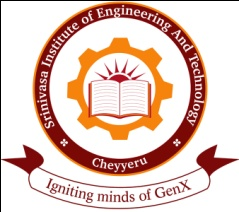 Srinivasa Institute of Engineering And Technology
Cheyyeru
Igniting minds of GenX